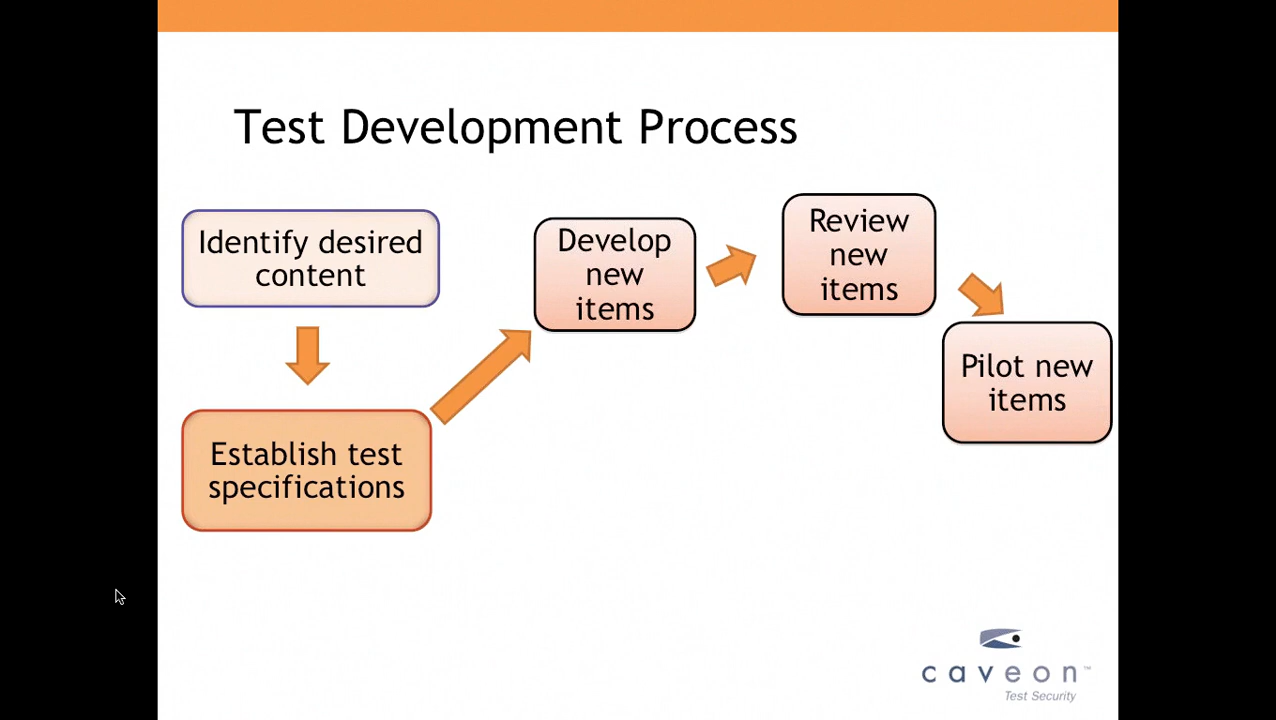 Test Development Process
Identify desired
content
Establish test
specifications
Develop
new
items
Review
new
items
Pilot new
items
caveon™
Test Security